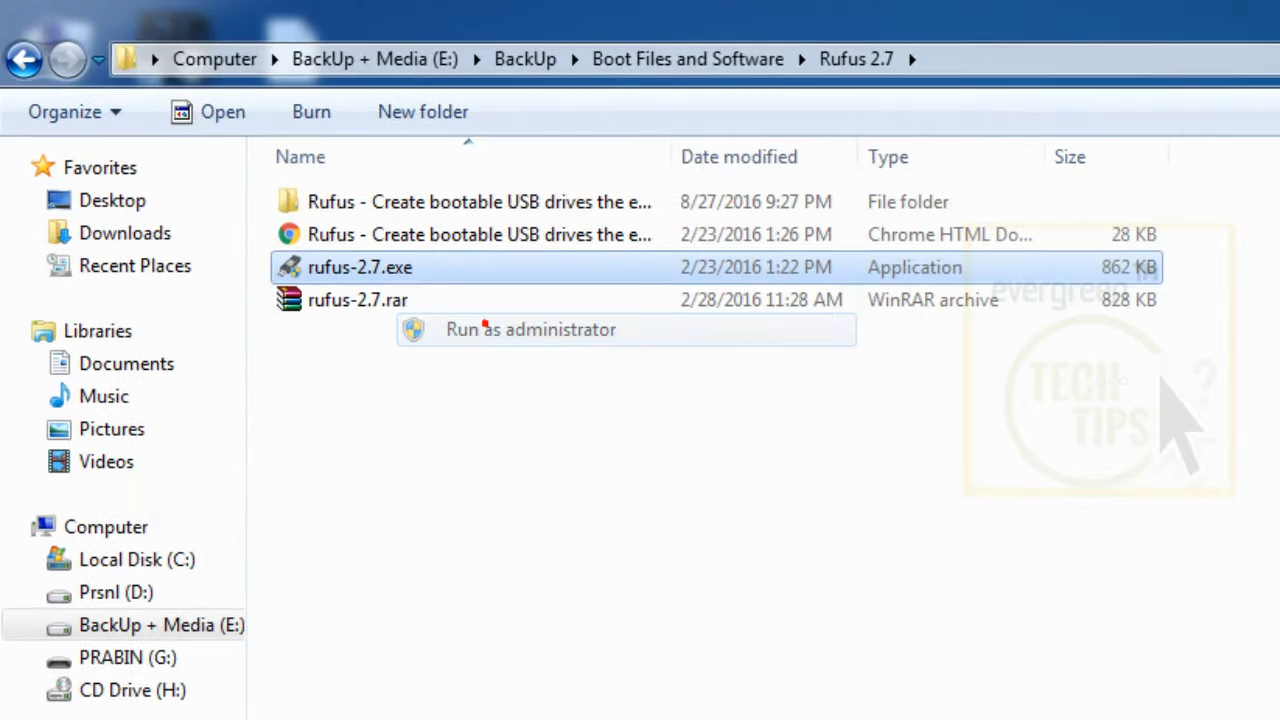 Computer BackUp + Media (E:) BackUp Boot Files and Software Rufus 2.7
Organize Open Burn New folder
Name Date modified Type Size
Favorites
Desktop
Downloads
Recent Places
Libraries
Documents
Music
Pictures
Videos
Computer
Local Disk (C:)
Prsnl (D:)
BackUp + Media (E:)
PRABIN (G:)
CD Drive (H:)
Rufus - Create bootable USB drives the e... 8/27/2016 9:27 PM File folder
Rufus - Create bootable USB drives the e... 2/23/2016 1:26 PM Chrome HTML Do... 28 KB
rufus-2.7.exe 2/23/2016 1:22 PM Application 862 KB
rufus-2.7.rar 2/28/2016 11:28 AM WinRAR archive 828 KB
Run as administrator
evergreen
TECH
TIPS